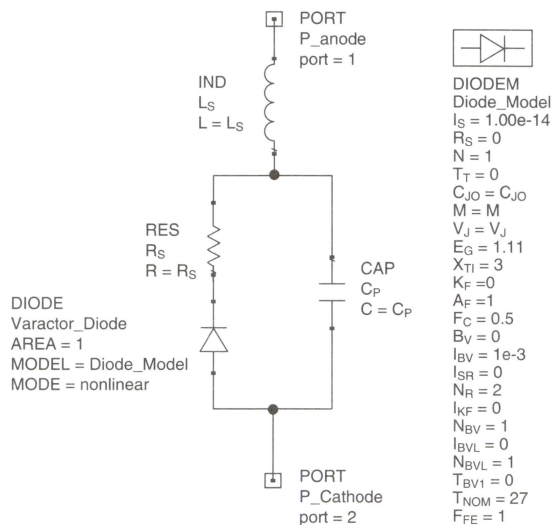 PORT
P_anode
port = 1
IND
LS
L = LS
RES
RS
R = RS
CAP
CP
C = CP
DIODE
Varactor_Diode
AREA = 1
MODEL = Diode_Model
MODE = nonlinear
PORT
P_Cathode
port = 2
DIODEM
Diode_Model
IS = 1.00e-14
RS = 0
N = 1
TT = 0
CJO = CJO
M = M
VJ = VJ
EG = 1.11
XTI = 3
KF =0
AF =1
FC = 0.5
BV = 0
IBV = 1e-3
ISR = 0
NR = 2
IKF = 0
NBV = 1
IBVL = 0
NBVL = 1
TBV1 = 0
TNOM = 27
FFE = 1